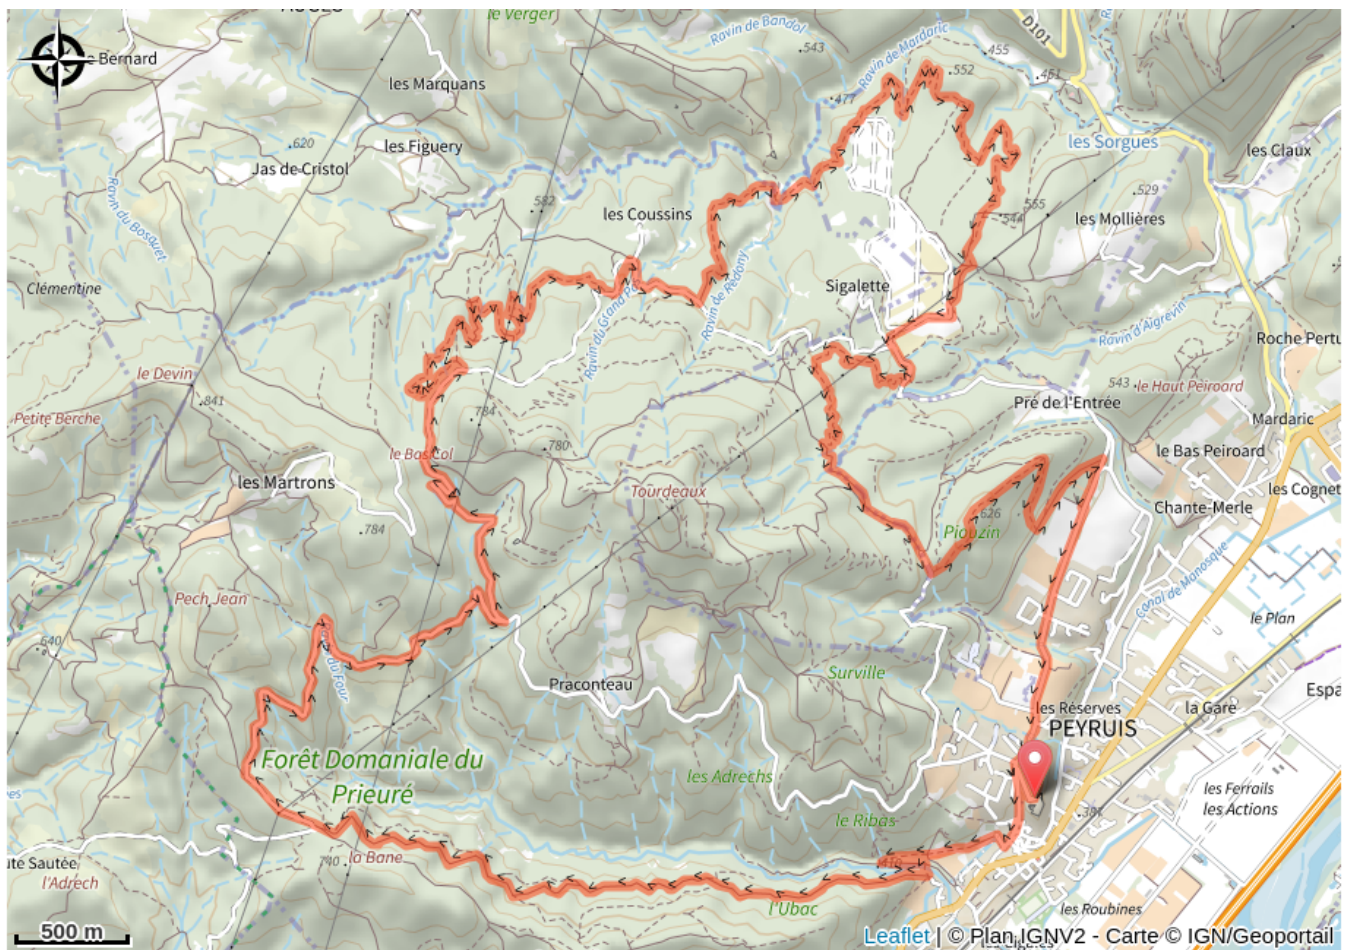 le Verger
Ravin de Bandol
543
Ravin de Mardaric
455
D101
Bernard
les Marquans
552
451
477
620
les Figuery
les Sorgues
les Claux
Jas de Cristol
Ravin du Bosquet
582
les Coussins
529
555
544
les Mollières
Ravin de Redony
Clémentine
Sigalette
Ravin du Grand
Ravin d'Aigrevin
Roche Pertu
le Devin
841
543
le Haut Peiroard
Petite Berche
784
Pré de l'Entrée
Mardaric
le Bas Col
780
le Bas Peiroard
les Martrons
Tourdeaux
les Cognet
784
626
Chante-Merle
Piouzin
Canal de Manosque
Pech Jean
le Plan
640
du Four
Surville
Praconteau
Espa
les Réserves
la Gare
PEYRUIS
Forêt Domaniale du
Prieuré
les Adrechs
les Ferrails
les Actions
le Ribas
381
ute Sautée
740
la Bane
l'Adrech
l'Ubac
les Roubines
500 m
Leaflet | © Plan IGNV2 - Carte © IGN/Geoportail